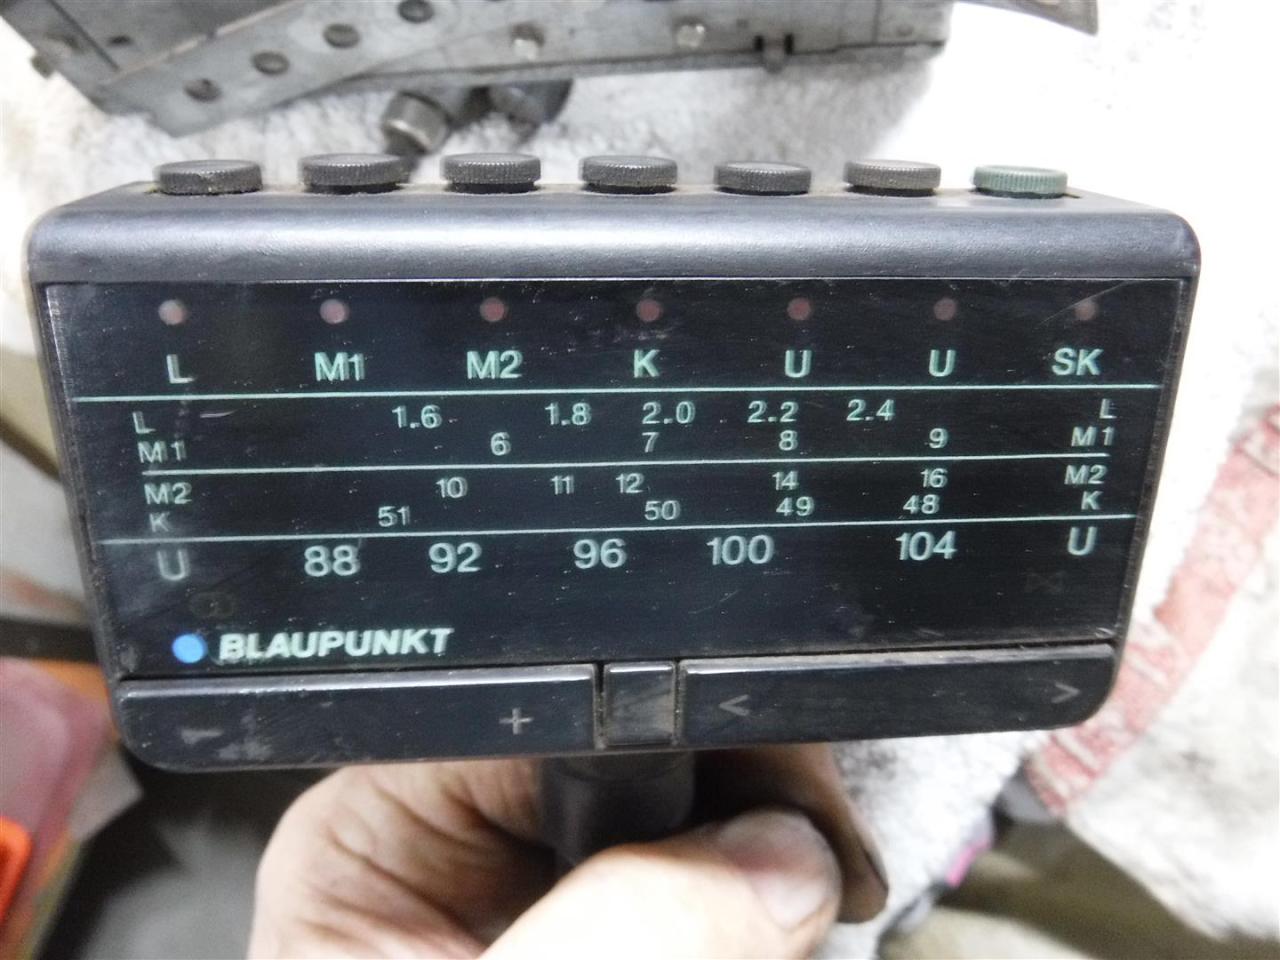 L M1 M2 K U U SK
L 1.6 1.8 2.0 2.2 2.4 L
M1 6 7 8 9 M1
M2 10 11 12 14 16 M2
K 51 50 49 48 K
U 88 92 96 100 104 U
BLAUPUNKT
+ < >